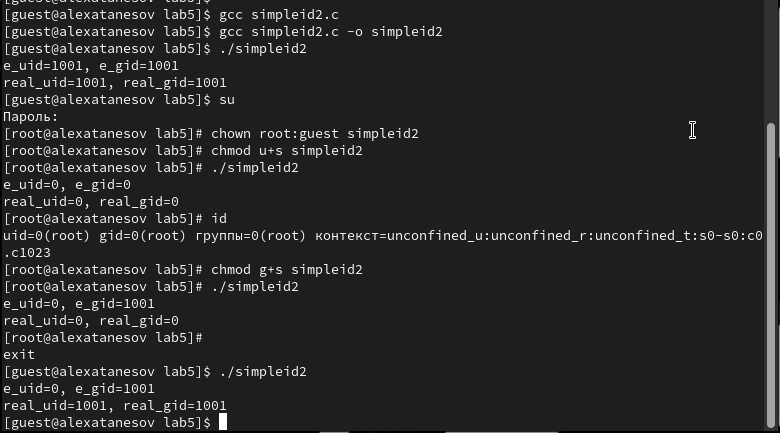 [guest@alexatanesov lab5]$ gcc simpleid2.c
[guest@alexatanesov lab5]$ gcc simpleid2.c -o simpleid2
[guest@alexatanesov lab5]$ ./simpleid2
e_uid=1001, e_gid=1001
real_uid=1001, real_gid=1001
[guest@alexatanesov lab5]$ su
Пароль:
[root@alexatanesov lab5]# chown root:guest simpleid2
[root@alexatanesov lab5]# chmod u+s simpleid2
[root@alexatanesov lab5]# ./simpleid2
e_uid=0, e_gid=0
real_uid=0, real_gid=0
[root@alexatanesov lab5]# id
uid=0(root) gid=0(root) группы=0(root) контекст=unconfined_u:unconfined_r:unconfined_t:s0-s0:c0
.c1023
[root@alexatanesov lab5]# chmod g+s simpleid2
[root@alexatanesov lab5]# ./simpleid2
e_uid=0, e_gid=1001
real_uid=0, real_gid=0
[root@alexatanesov lab5]#
exit
[guest@alexatanesov lab5]$ ./simpleid2
e_uid=0, e_gid=1001
real_uid=1001, real_gid=1001
[guest@alexatanesov lab5]$